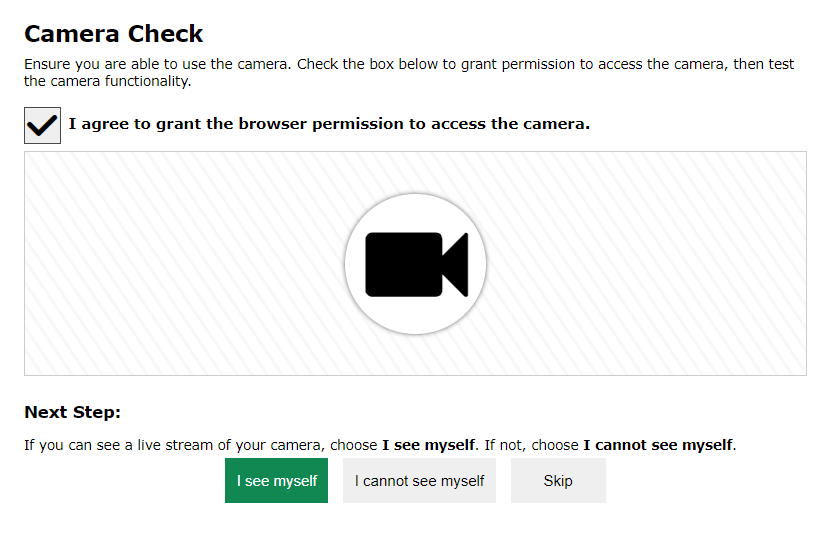 Camera Check
Ensure you are able to use the camera. Check the box below to grant permission to access the camera, then test
the camera functionality.
I agree to grant the browser permission to access the camera.
Next Step:
If you can see a live stream of your camera, choose I see myself. If not, choose I cannot see myself.
I see myself
I cannot see myself
Skip